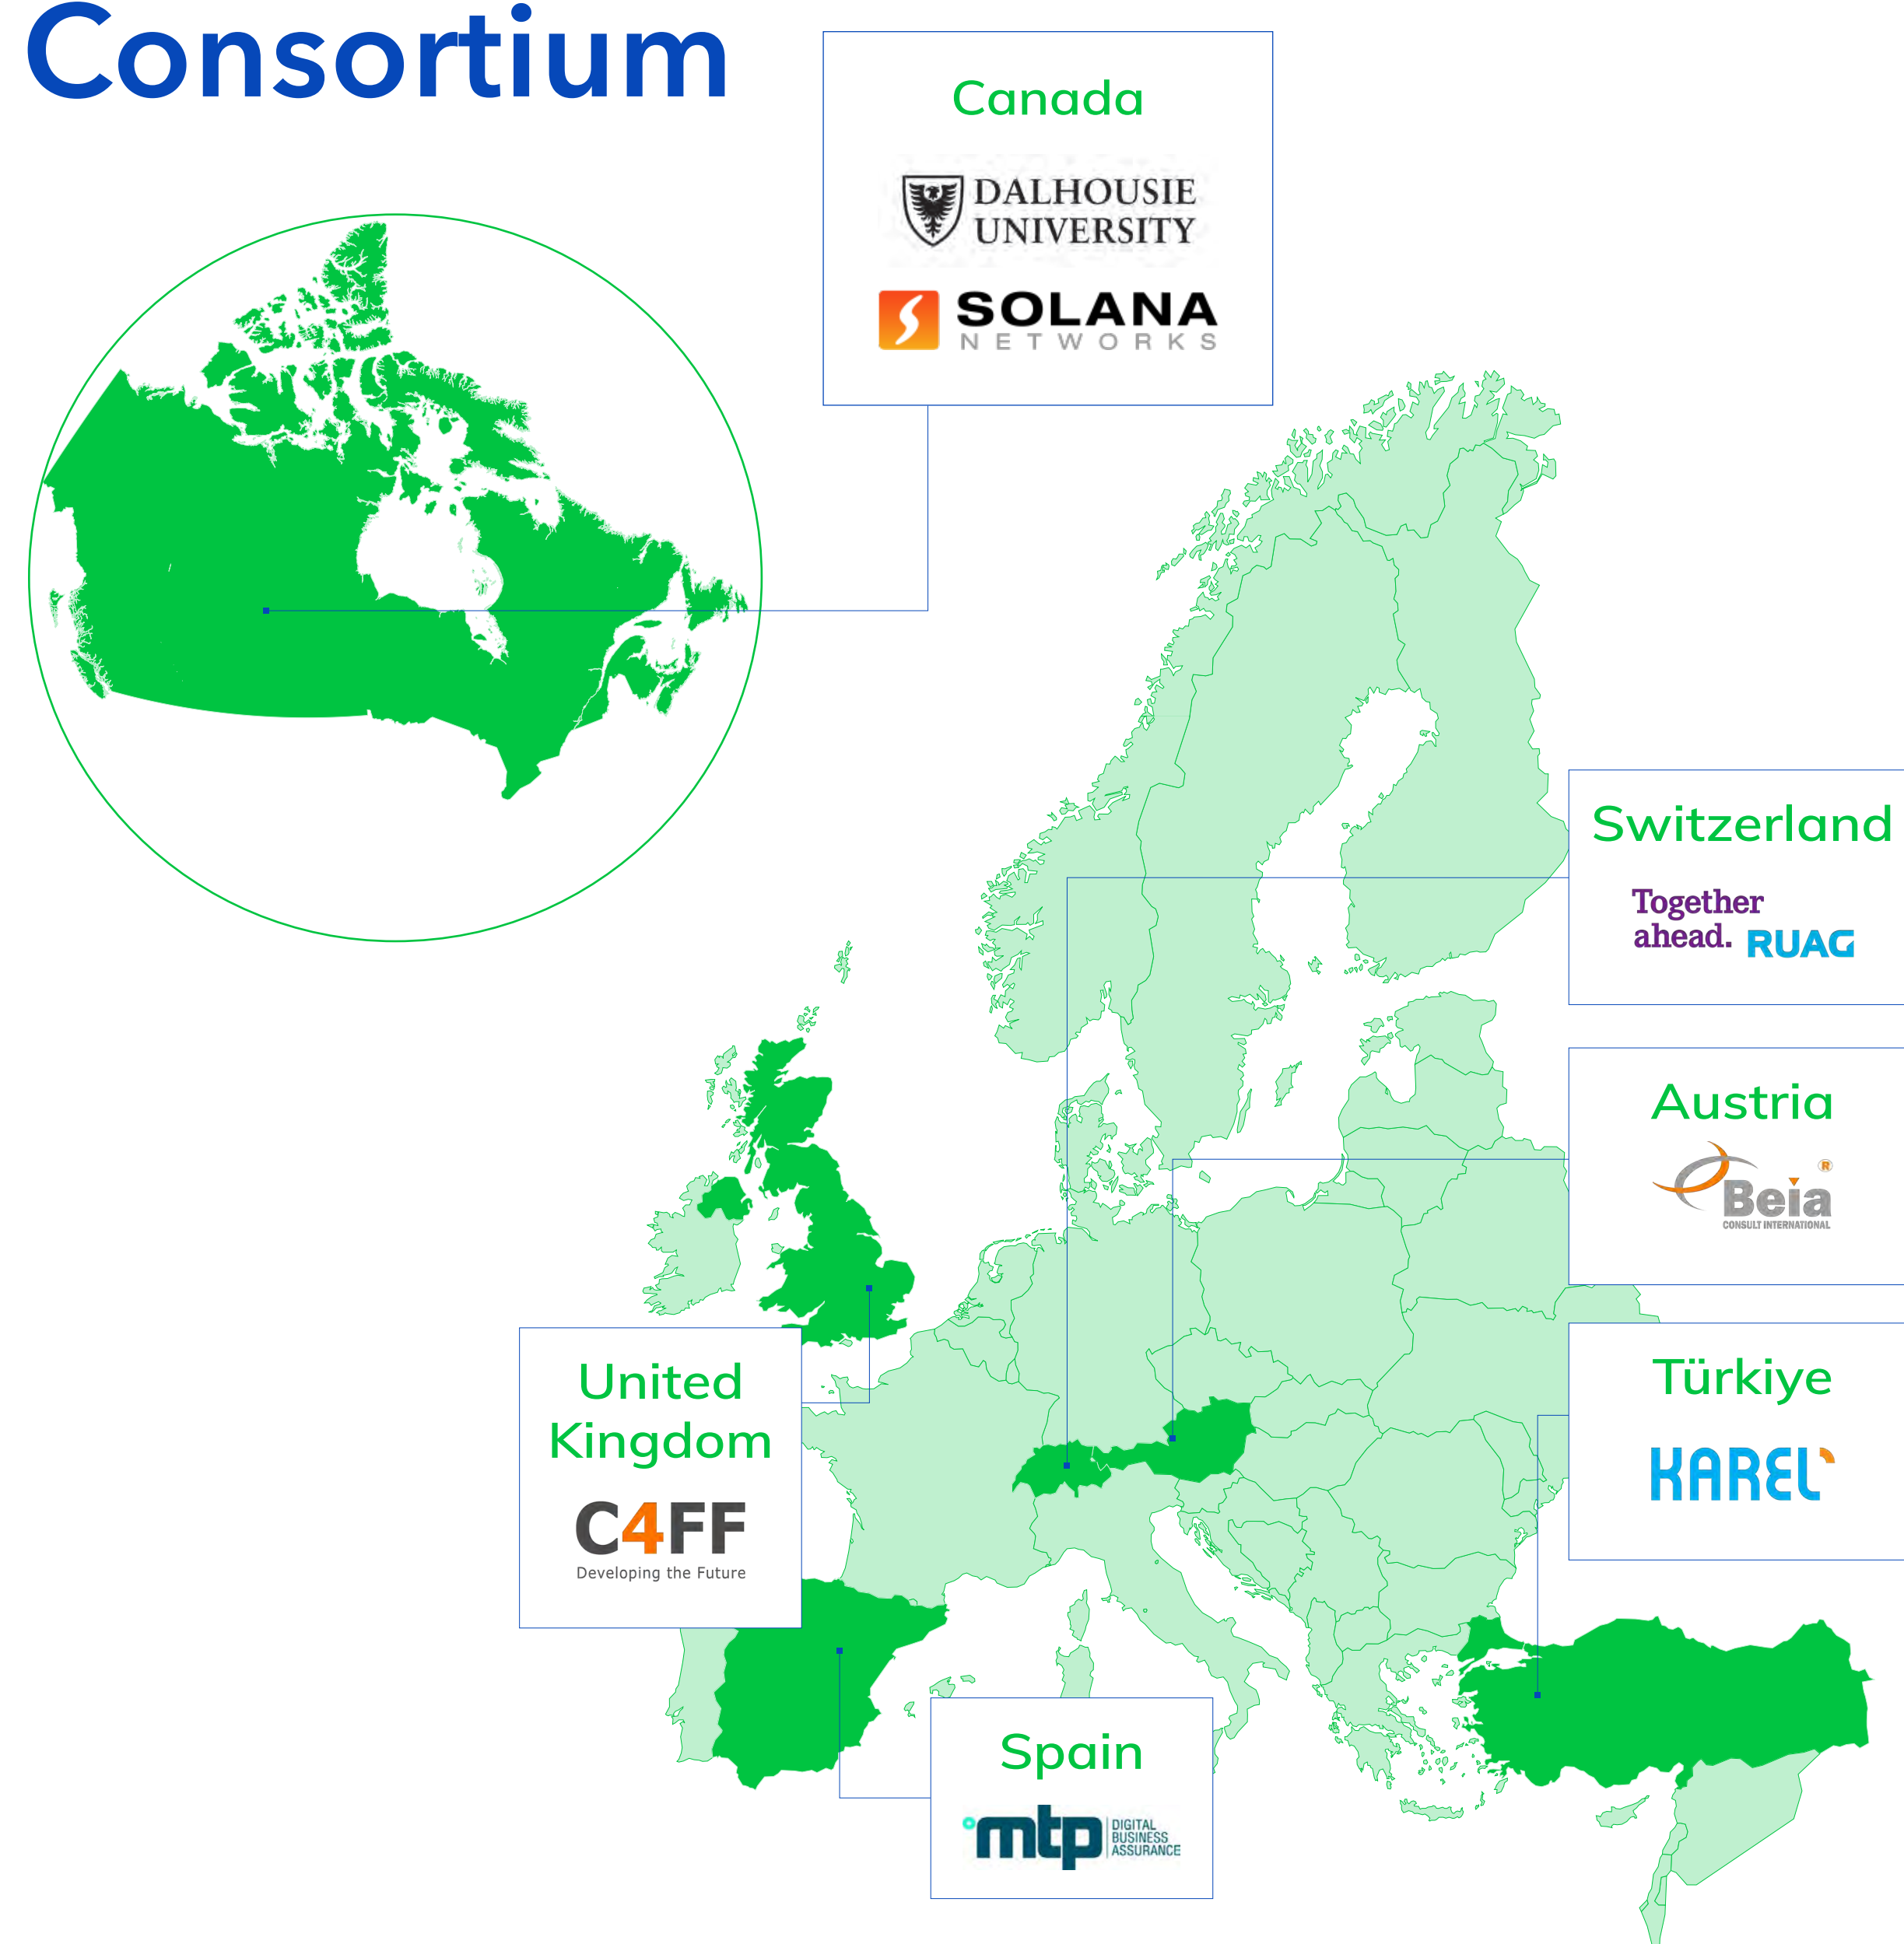 Consortium
Canada
DALHOUSIE
UNIVERSITY
SOLANA
NETWORKS
Switzerland
Together
ahead. RUAG
Austria
®
Beia
CONSULT INTERNATIONAL
United
Kingdom
C4FF
Developing the Future
Türkiye
KAREL
Spain
mtp
DIGITAL
BUSINESS
ASSURANCE